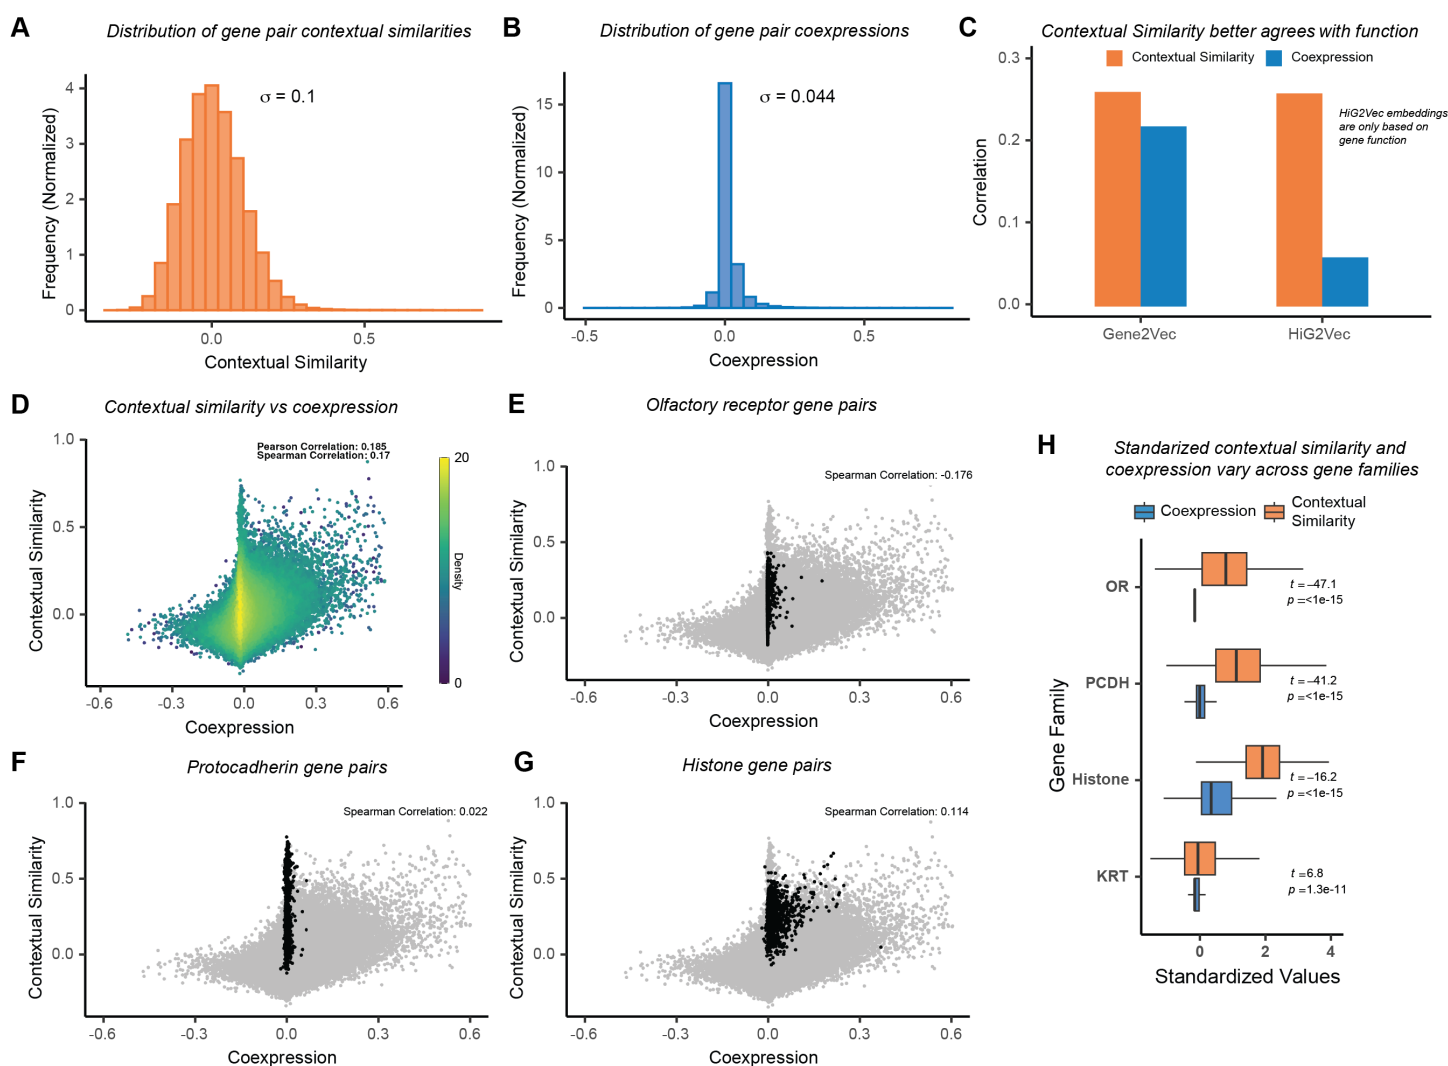 A
Distribution of gene pair contextual similarities
σ = 0.1
Frequency (Normalized)
4
3
2
1
0
0.0
0.5
Contextual Similarity
B
Distribution of gene pair coexpressions
σ = 0.044
Frequency (Normalized)
15
10
5
0
-0.5
0.0
0.5
Coexpression
C
Contextual Similarity better agrees with function
Contextual Similarity
Coexpression
HiG2Vec embeddings
are only based on
gene function
Correlation
0.3
0.2
0.1
0.0
Gene2Vec
HiG2Vec
D
Contextual similarity vs coexpression
Pearson Correlation: 0.185
Spearman Correlation: 0.17
Contextual Similarity
1.0
0.5
0.0
-0.6
-0.3
0.0
0.3
0.6
Coexpression
20
Density
0
E
Olfactory receptor gene pairs
Spearman Correlation: -0.176
Contextual Similarity
1.0
0.5
0.0
-0.6
-0.3
0.0
0.3
0.6
Coexpression
F
Protocadherin gene pairs
Spearman Correlation: 0.022
Contextual Similarity
1.0
0.5
0.0
-0.6
-0.3
0.0
0.3
0.6
Coexpression
G
Histone gene pairs
Spearman Correlation: 0.114
Contextual Similarity
1.0
0.5
0.0
-0.6
-0.3
0.0
0.3
0.6
Coexpression
H
Standarized contextual similarity and
coexpression vary across gene families
Coexpression
Contextual
Similarity
Gene Family
OR
t = −47.1
p = <1e-15
PCDH
t = −41.2
p = <1e-15
Histone
t = −16.2
p = <1e-15
KRT
t = 6.8
p = 1.3e-11
0
2
4
Standardized Values